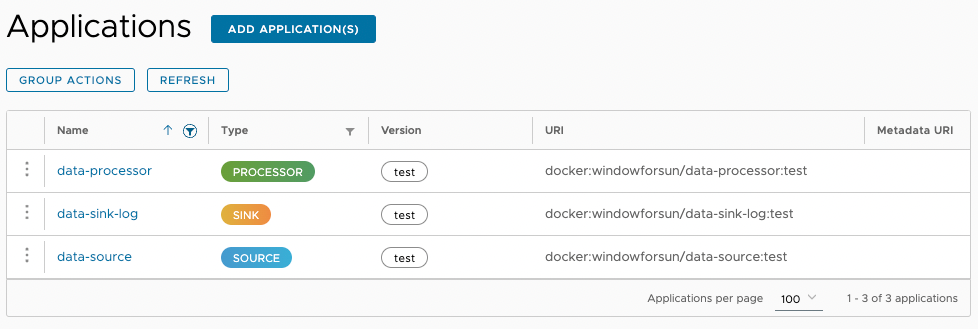 Applications ADD APPLICATION(S)
GROUP ACTIONS REFRESH
Name Type Version URI Metadata URI
data-processor PROCESSOR test docker:windowforsun/data-processor:test
data-sink-log SINK test docker:windowforsun/data-sink-log:test
data-source SOURCE test docker:windowforsun/data-source:test
Applications per page 100 1 - 3 of 3 applications